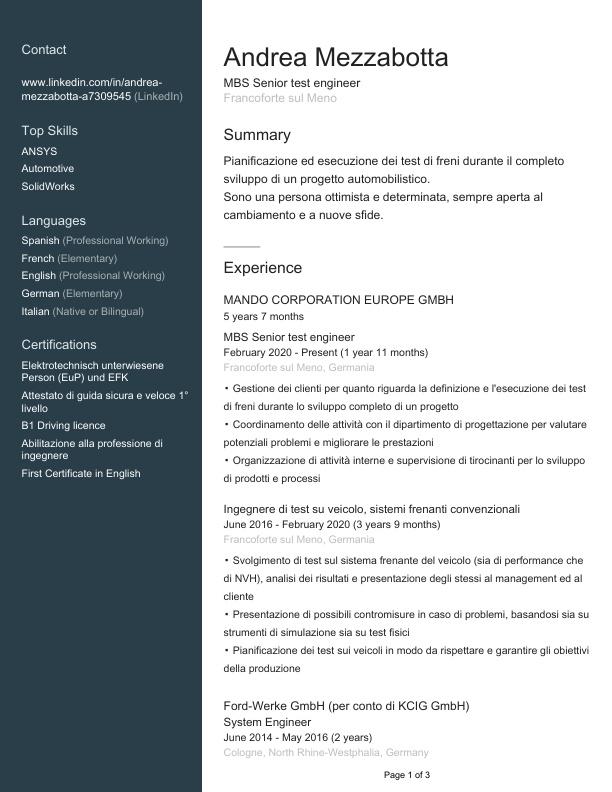 Contact
www.linkedin.com/in/andrea-
mezzabotta-a7309545 (LinkedIn)
Top Skills
ANSYS
Automotive
SolidWorks
Languages
Spanish (Professional Working)
French (Elementary)
English (Professional Working)
German (Elementary)
Italian (Native or Bilingual)
Certifications
Elektrotechnisch unterwiesene
Person (EuP) und EFK
Attestato di guida sicura e veloce 1°
livello
B1 Driving licence
Abilitazione alla professione di
ingegnere
First Certificate in English
Andrea Mezzabotta
MBS Senior test engineer
Francoforte sul Meno
Summary
Pianificazione ed esecuzione dei test di freni durante il completo
sviluppo di un progetto automobilistico.
Sono una persona ottimista e determinata, sempre aperta al
cambiamento e a nuove sfide.
Experience
MANDO CORPORATION EUROPE GMBH
5 years 7 months
MBS Senior test engineer
February 2020 - Present (1 year 11 months)
Francoforte sul Meno, Germania
• Gestione dei clienti per quanto riguarda la definizione e l'esecuzione dei test
di freni durante lo sviluppo completo di un progetto
• Coordinamento delle attività con il dipartimento di progettazione per valutare
potenziali problemi e migliorare le prestazioni
• Organizzazione di attività interne e supervisione di tirocinanti per lo sviluppo
di prodotti e processi
Ingegnere di test su veicolo, sistemi frenanti convenzionali
June 2016 - February 2020 (3 years 9 months)
Francoforte sul Meno, Germania
• Svolgimento di test sul sistema frenante del veicolo (sia di performance che
di NVH), analisi dei risultati e presentazione degli stessi al management ed al
cliente
• Presentazione di possibili contromisure in caso di problemi, basandosi sia su
strumenti di simulazione sia su test fisici
• Pianificazione dei test sui veicoli in modo da rispettare e garantire gli obiettivi
della produzione
Ford-Werke GmbH (per conto di KCIG GmbH)
System Engineer
June 2014 - May 2016 (2 years)
Cologne, North Rhine-Westphalia, Germany
Page 1 of 3